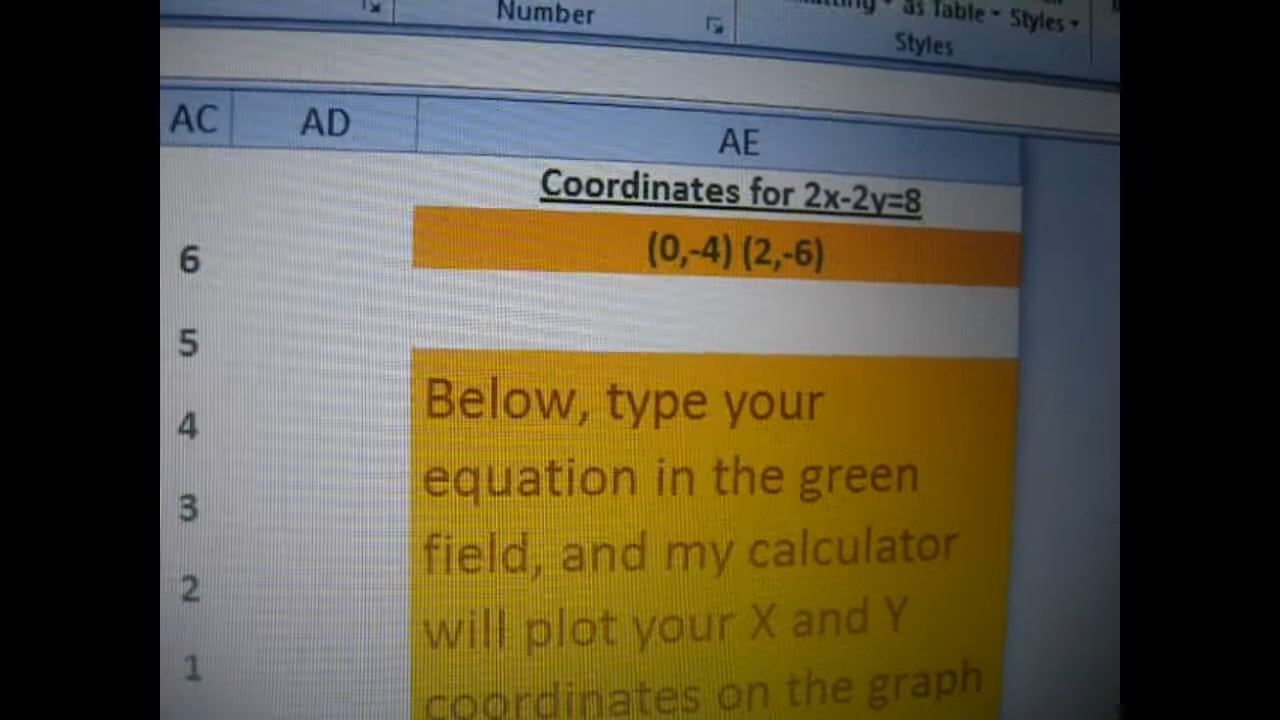 Number
as Table Styles
Styles
AC AD AE
Coordinates for 2x-2y=8
(0,-4) (2,-6)
6
5
Below, type your
4
equation in the green
3
field, and my calculator
2
will plot your X and Y
1
coordinates on the graph